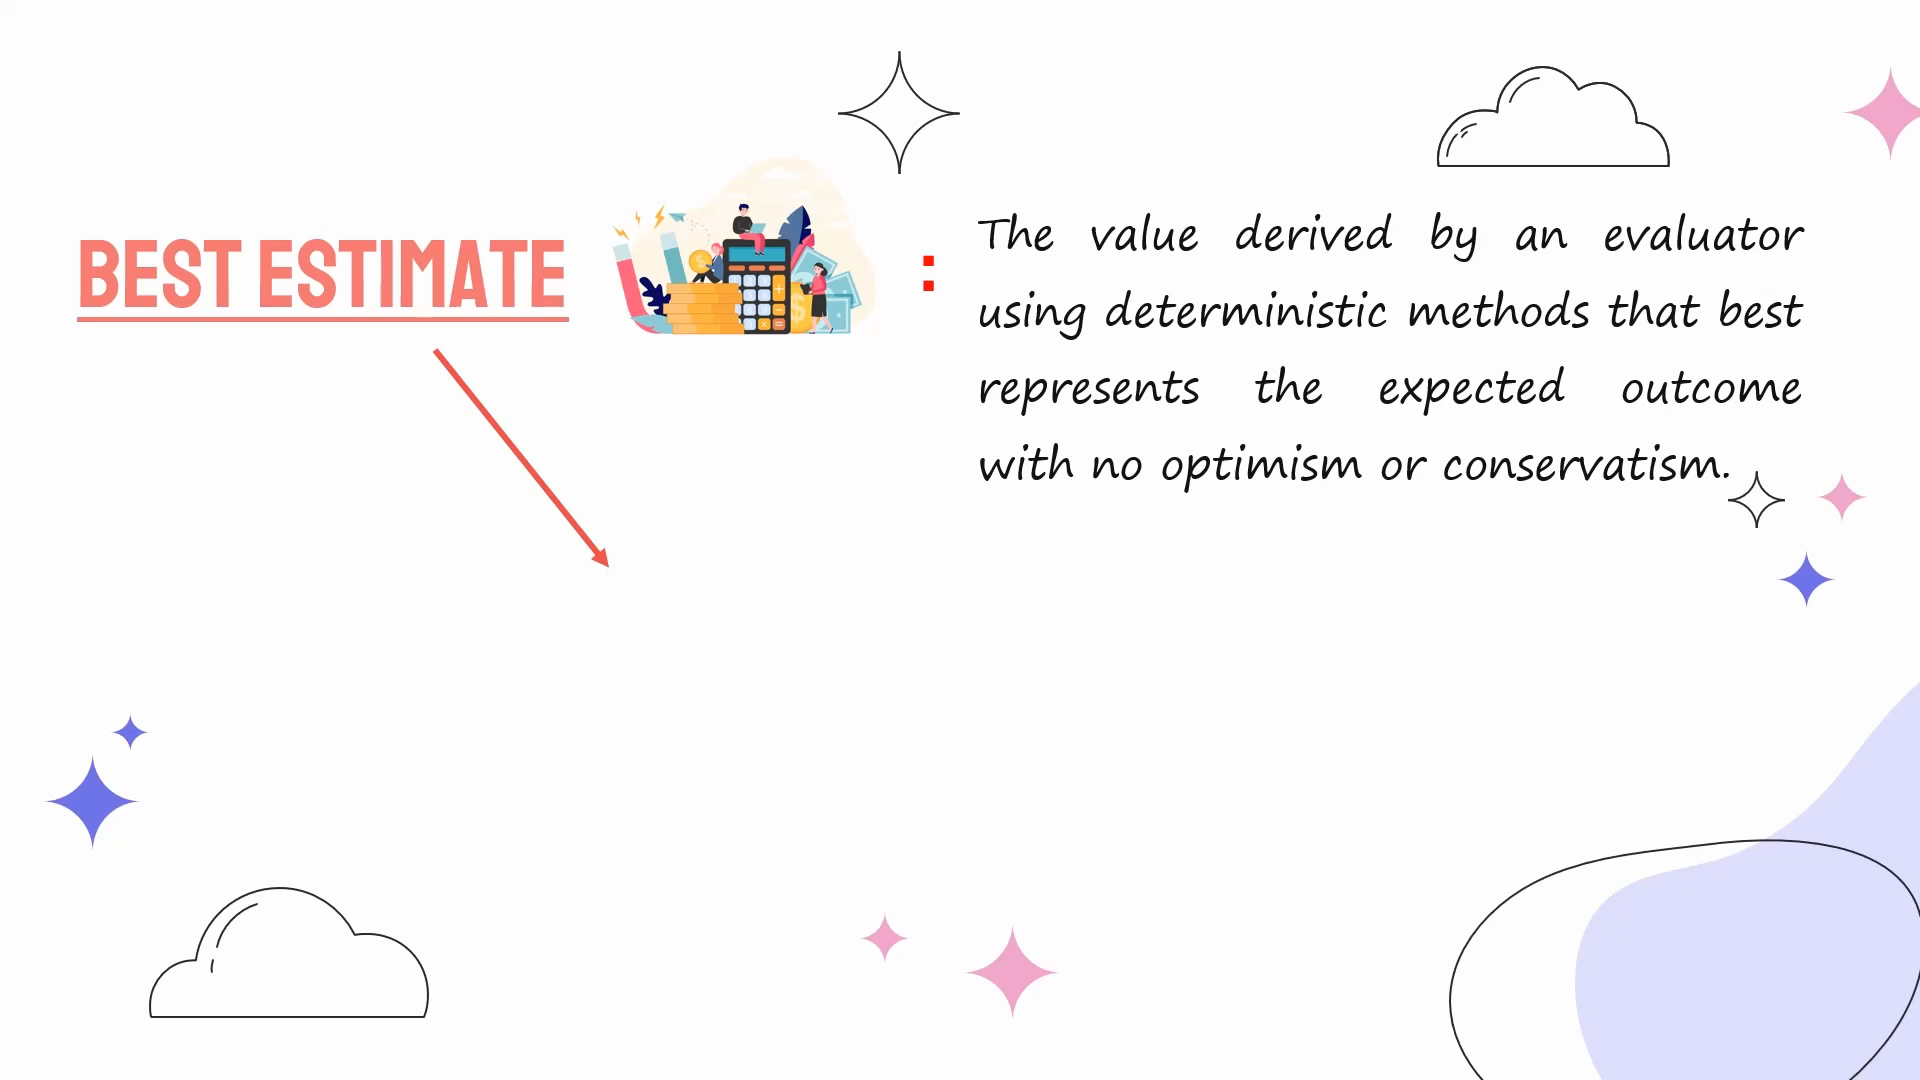 BEST ESTIMATE :
The value derived by an evaluator
using deterministic methods that best
represents the expected outcome
with no optimism or conservatism.